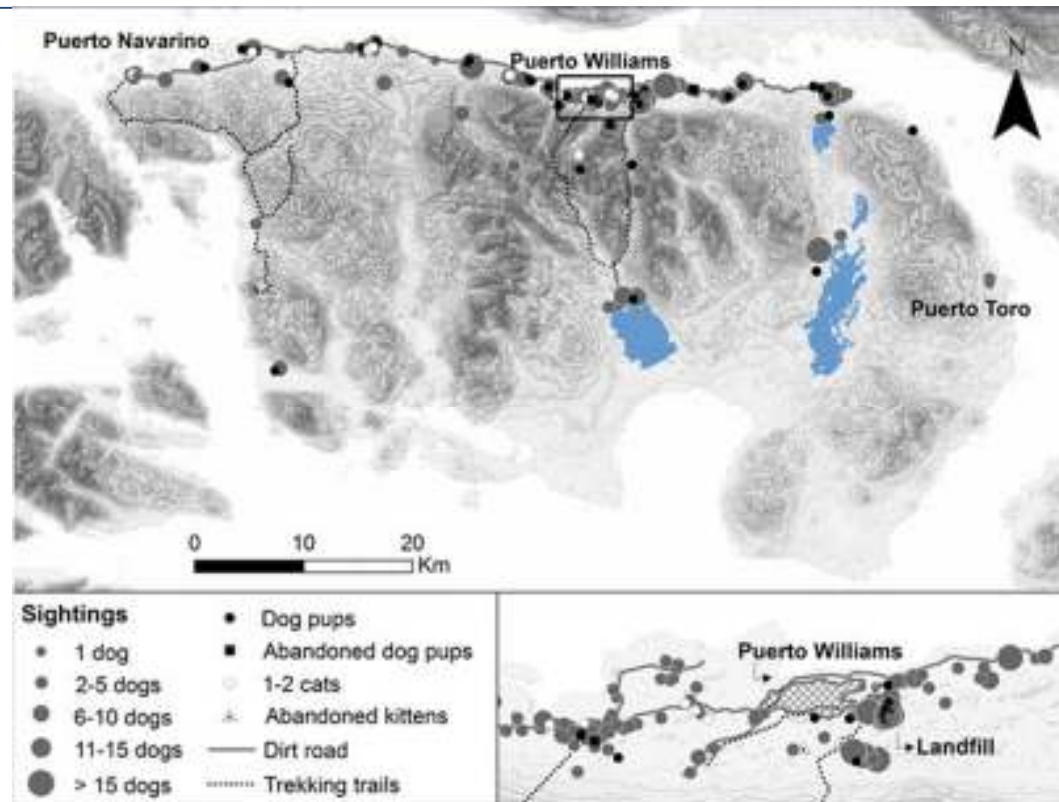 Puerto Navarino
Puerto Williams
N
Puerto Toro
0 10 20
Km
Sightings
1 dog
2-5 dogs
6-10 dogs
11-15 dogs
> 15 dogs
Dog pups
Abandoned dog pups
1-2 cats
Abandoned kittens
Dirt road
Trekking trails
Puerto Williams
Landfill